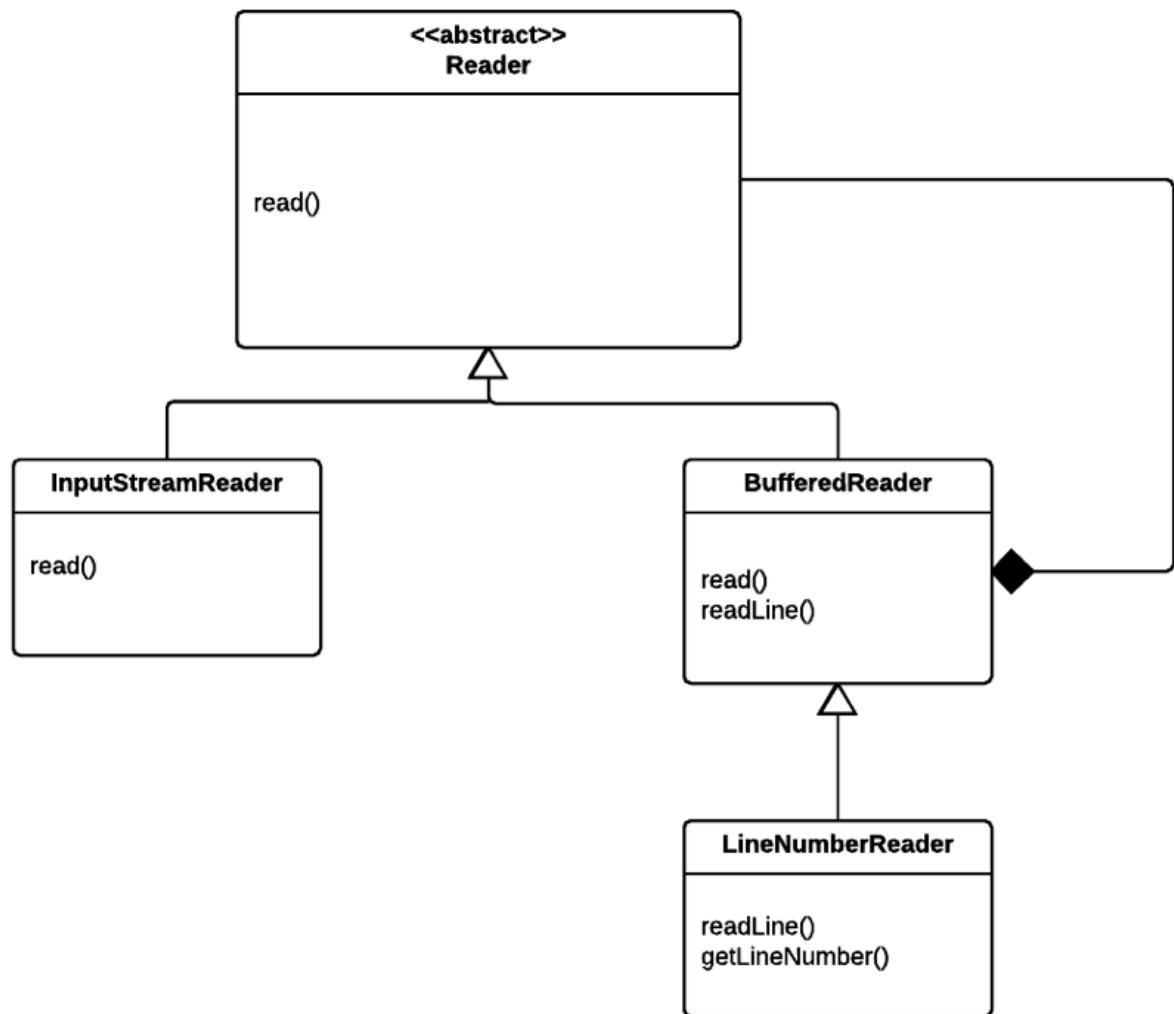 <<abstract>>
Reader
read()
InputStreamReader
read()
BufferedReader
read()
readLine()
LineNumberReader
readLine()
getLineNumber()